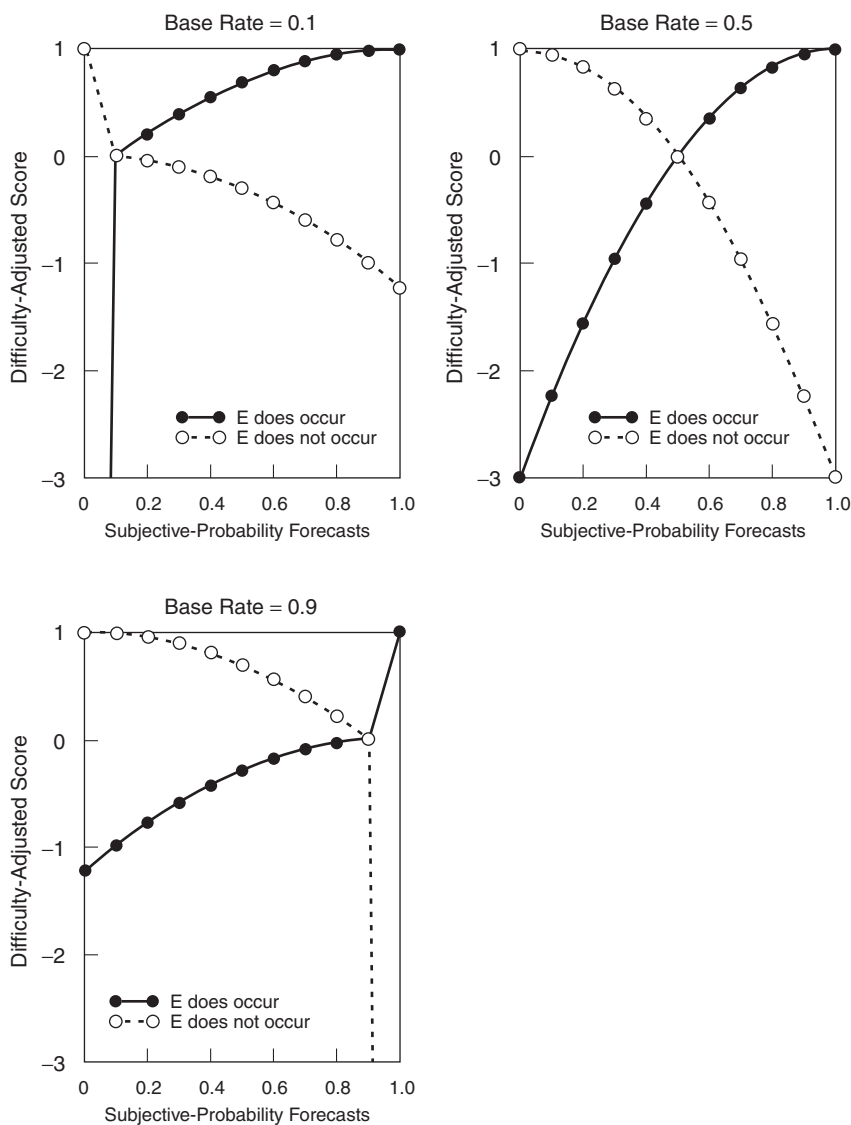 Base Rate = 0.1
1
0
−1
−2
−3
Difficulty-Adjusted Score
E does occur
E does not occur
0 0.2 0.4 0.6 0.8 1.0
Subjective-Probability Forecasts
Base Rate = 0.5
1
0
−1
−2
−3
Difficulty-Adjusted Score
E does occur
E does not occur
0 0.2 0.4 0.6 0.8 1.0
Subjective-Probability Forecasts
Base Rate = 0.9
1
0
−1
−2
−3
Difficulty-Adjusted Score
E does occur
E does not occur
0 0.2 0.4 0.6 0.8 1.0
Subjective-Probability Forecasts